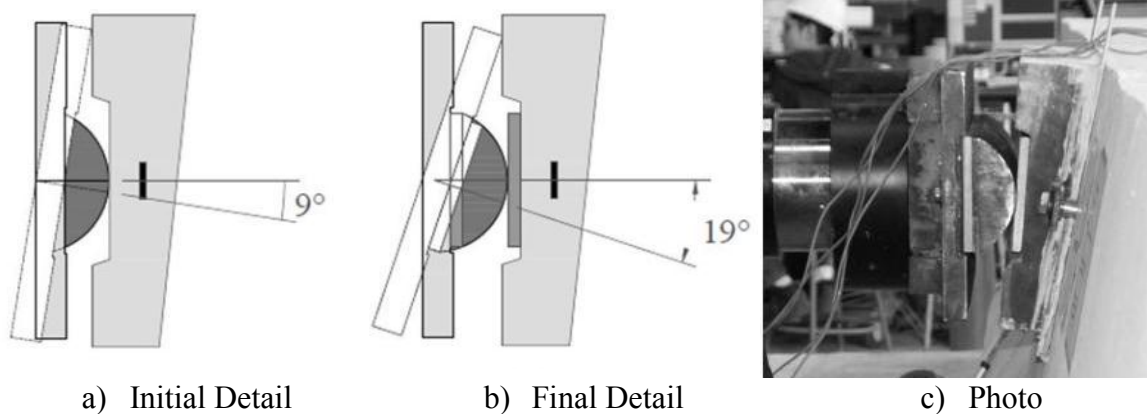 9°
19°
a) Initial Detail
b) Final Detail
c) Photo